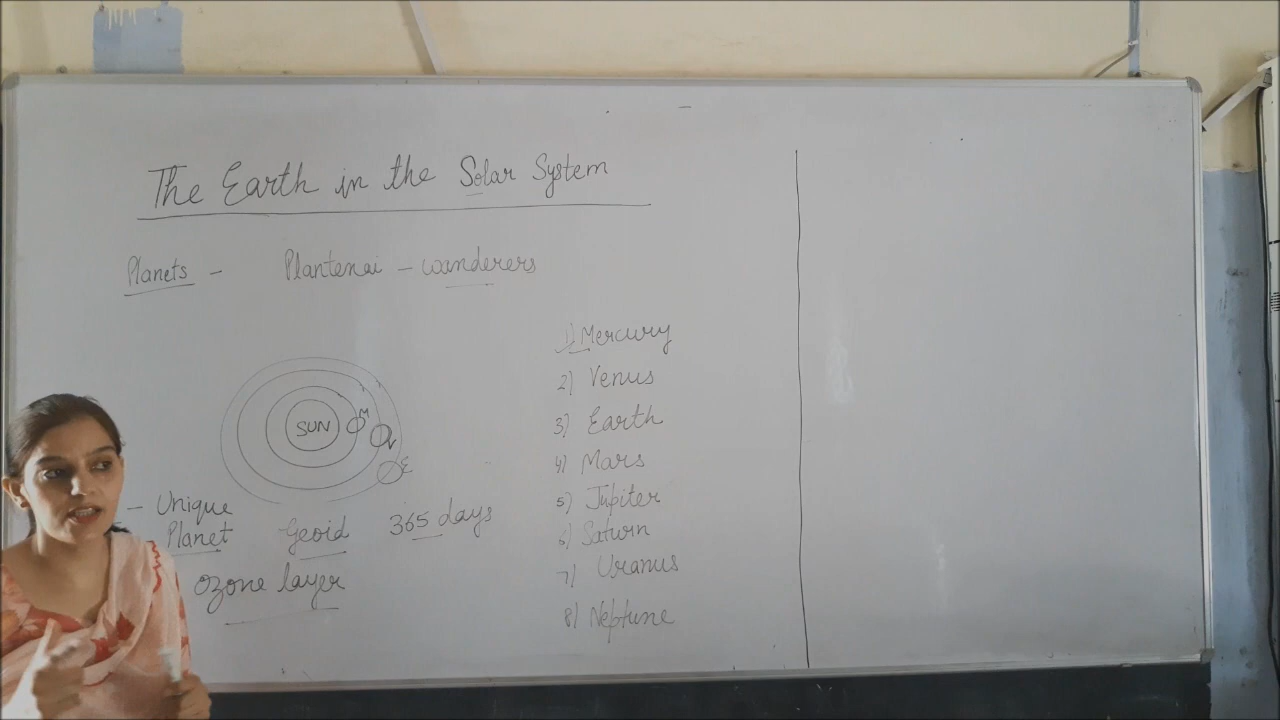 The Earth in the Solar System
Planets - Plantenai - wanderers
SUN
M
V
E
1) Mercury
2) Venus
3) Earth
4) Mars
5) Jupiter
6) Saturn
7) Uranus
8) Neptune
- Unique
Planet Geoid 365 days
Ozone layer